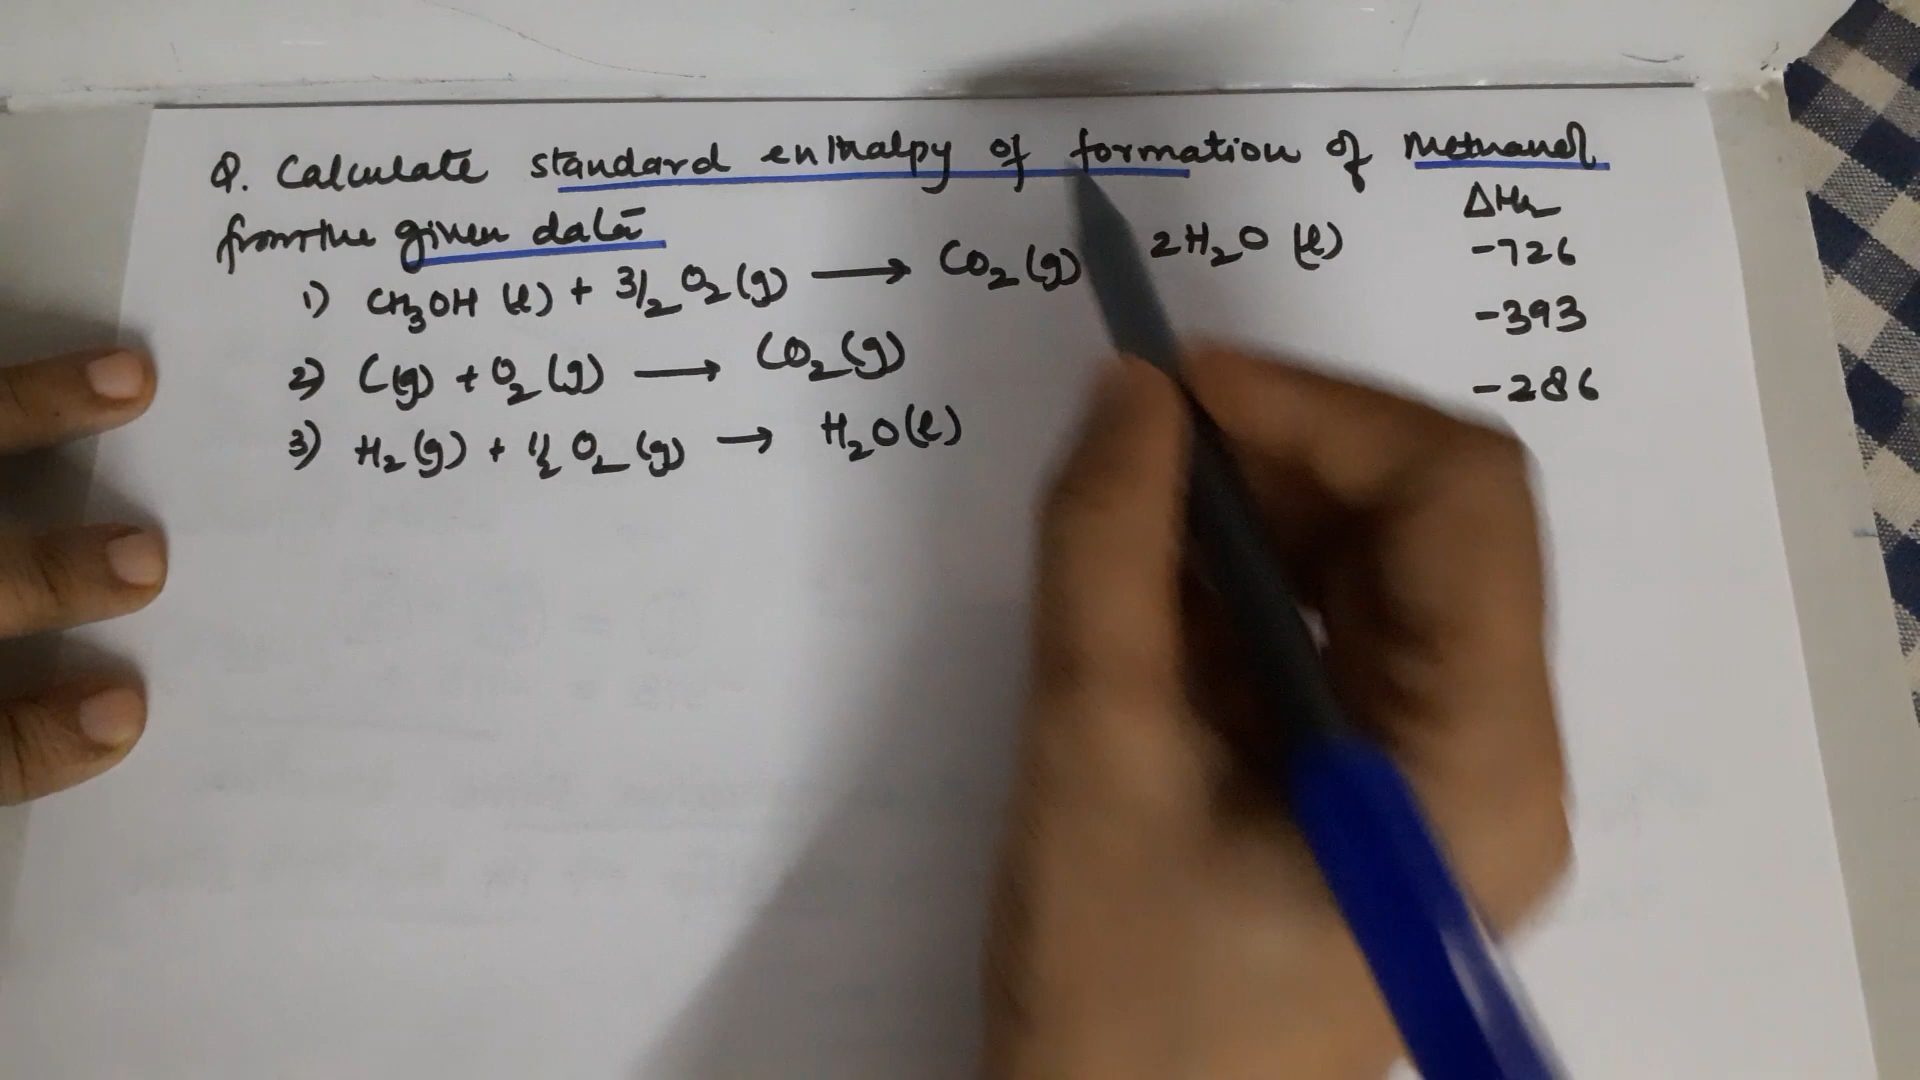 Q. Calculate standard enthalpy of formation of Methanol
from the given data
ΔHr
1) CH3OH (l) + 3/2 O2 (g) ⟶ CO2 (g) 2H2O (l) -726
2) C(g) + O2 (g) ⟶ CO2 (g) -393
3) H2 (g) + 1/2 O2 (g) → H2O(l) -286